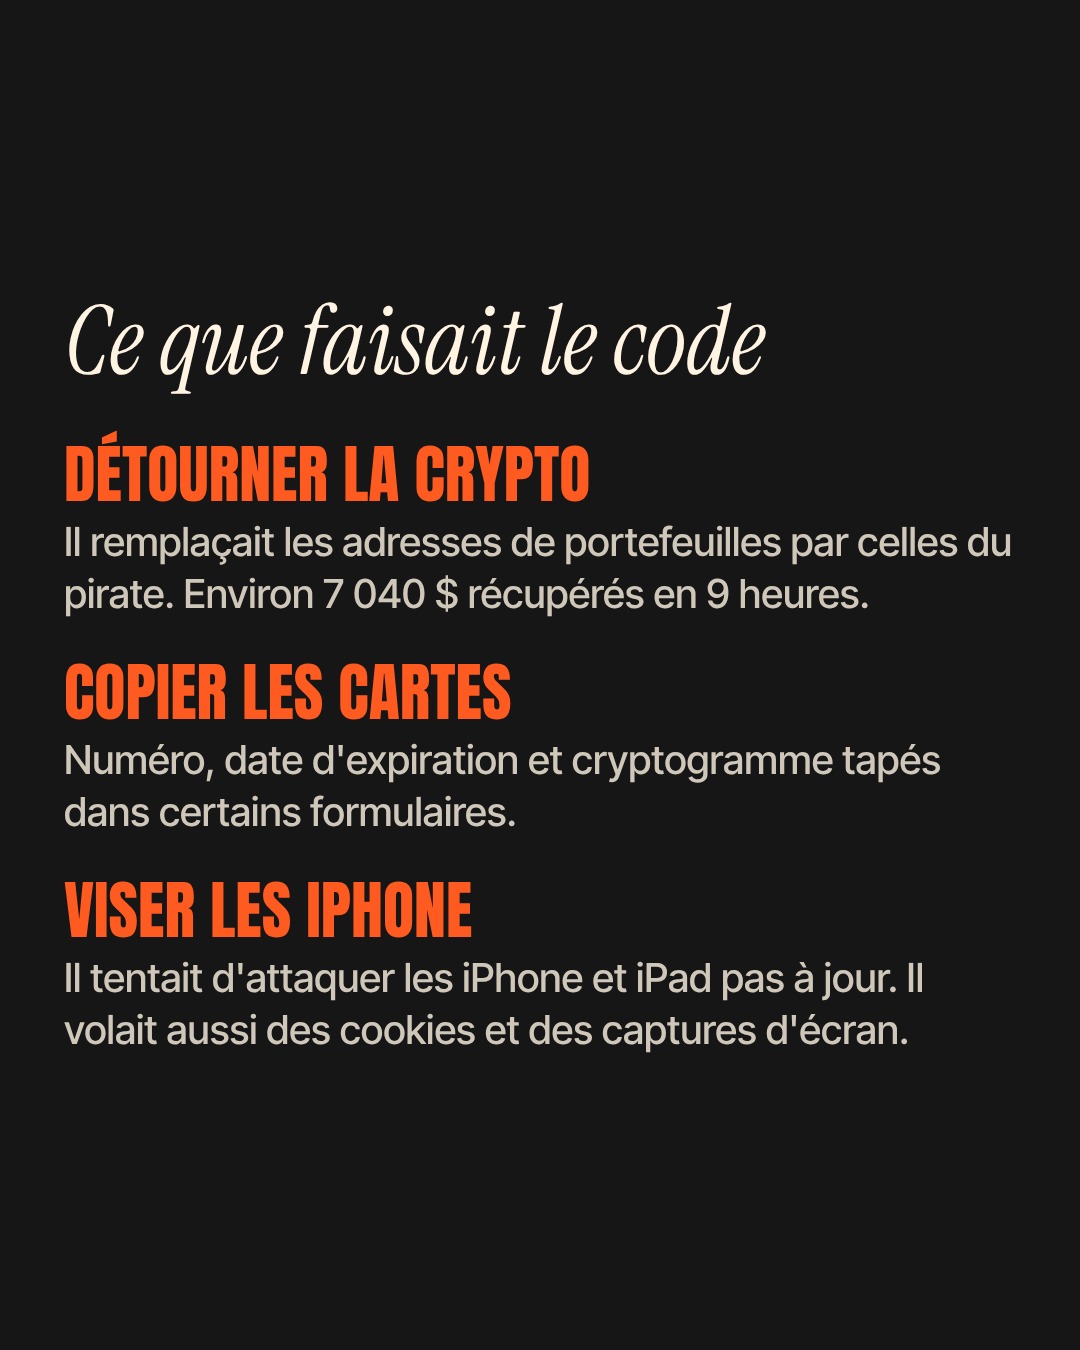 Ce que faisait le code
DÉTOURNER LA CRYPTO
Il remplaçait les adresses de portefeuilles par celles du
pirate. Environ 7 040 $ récupérés en 9 heures.
COPIER LES CARTES
Numéro, date d'expiration et cryptogramme tapés
dans certains formulaires.
VISER LES IPHONE
Il tentait d'attaquer les iPhone et iPad pas à jour. Il
volait aussi des cookies et des captures d'écran.